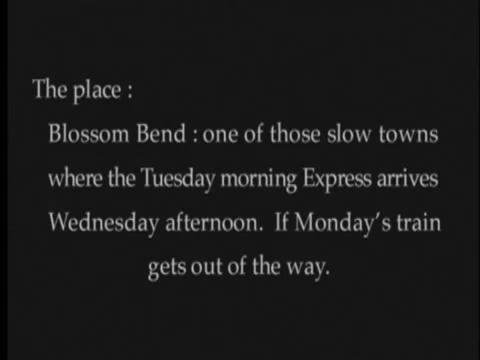 The place :
Blossom Bend : one of those slow towns
where the Tuesday morning Express arrives
Wednesday afternoon. If Monday's train
gets out of the way.